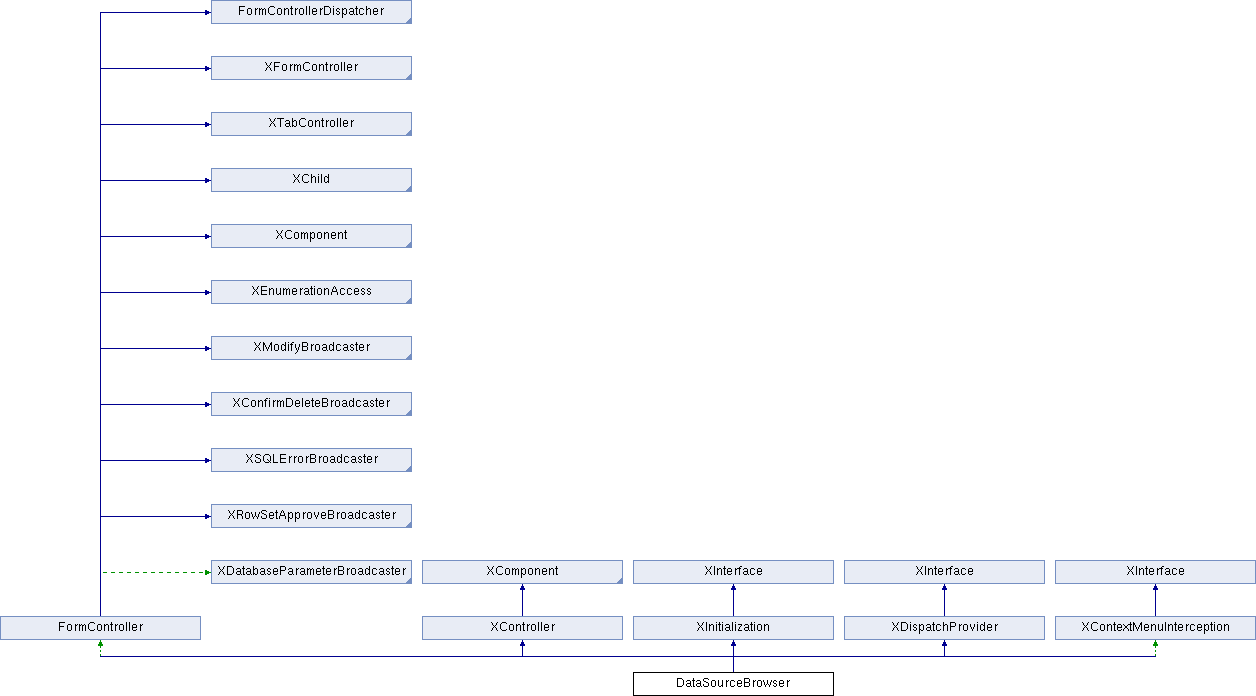 FormControllerDispatcher
XFormController
XTabController
XChild
XComponent
XEnumerationAccess
XModifyBroadcaster
XConfirmDeleteBroadcaster
XSQLErrorBroadcaster
XRowSetApproveBroadcaster
XDatabaseParameterBroadcaster XComponent XInterface XInterface XInterface
FormController XController XInitialization XDispatchProvider XContextMenuInterception
DataSourceBrowser